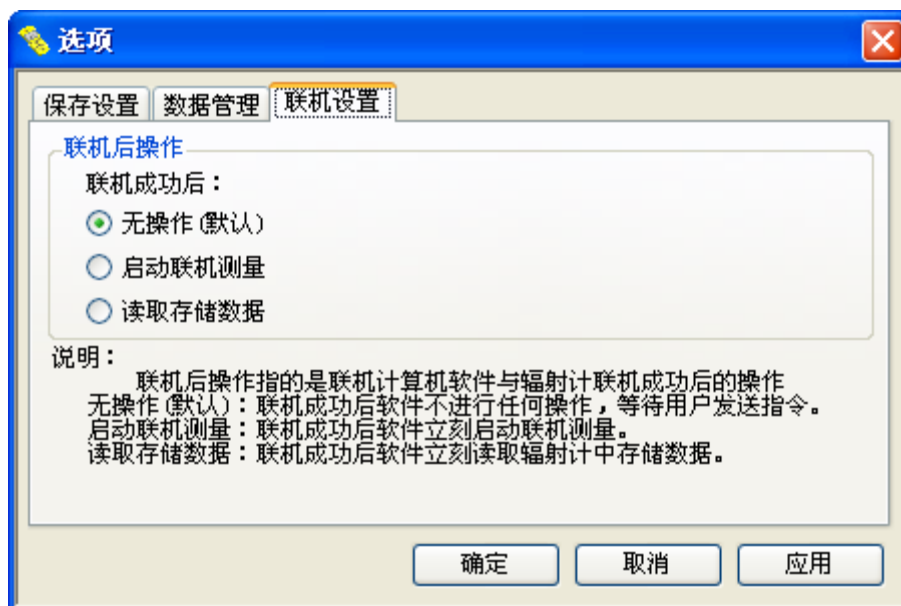 选项
保存设置 数据管理 联机设置
联机后操作
联机成功后：
无操作(默认)
启动联机测量
读取存储数据
说明：
联机后操作指的是联机计算机软件与辐射计联机成功后的操作
无操作(默认)：联机成功后软件不进行任何操作，等待用户发送指令。
启动联机测量：联机成功后软件立刻启动联机测量。
读取存储数据：联机成功后软件立刻读取辐射计中存储数据。
确定 取消 应用